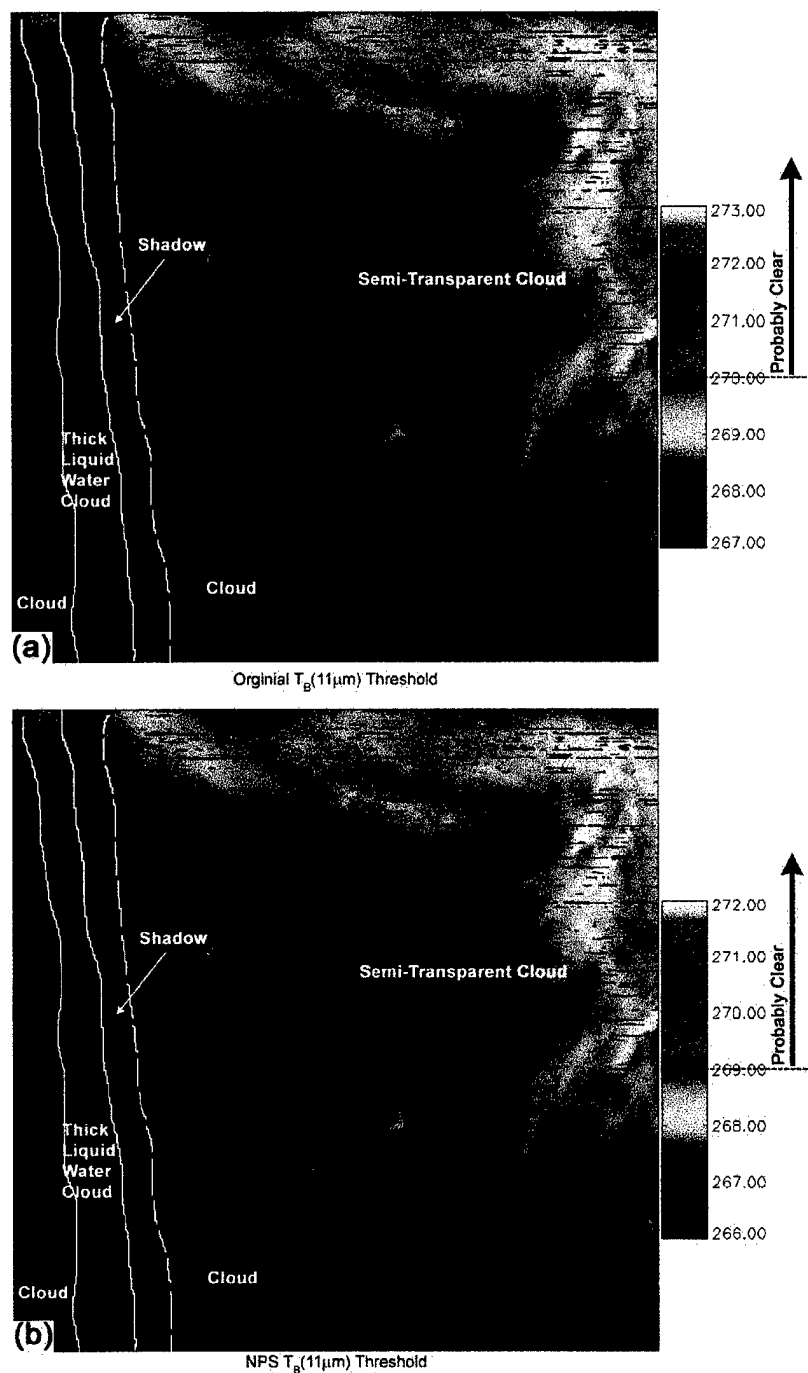 Shadow
Semi-Transparent Cloud
Thick
Liquid
Water
Cloud
Cloud
Cloud
(a)
273.00
272.00
271.00
270.00
269.00
268.00
267.00
Probably Clear
Orginial TB(11µm) Threshold
Shadow
Semi-Transparent Cloud
Thick
Liquid
Water
Cloud
Cloud
Cloud
(b)
272.00
271.00
270.00
269.00
268.00
267.00
266.00
Probably Clear
NPS TB(11µm) Threshold